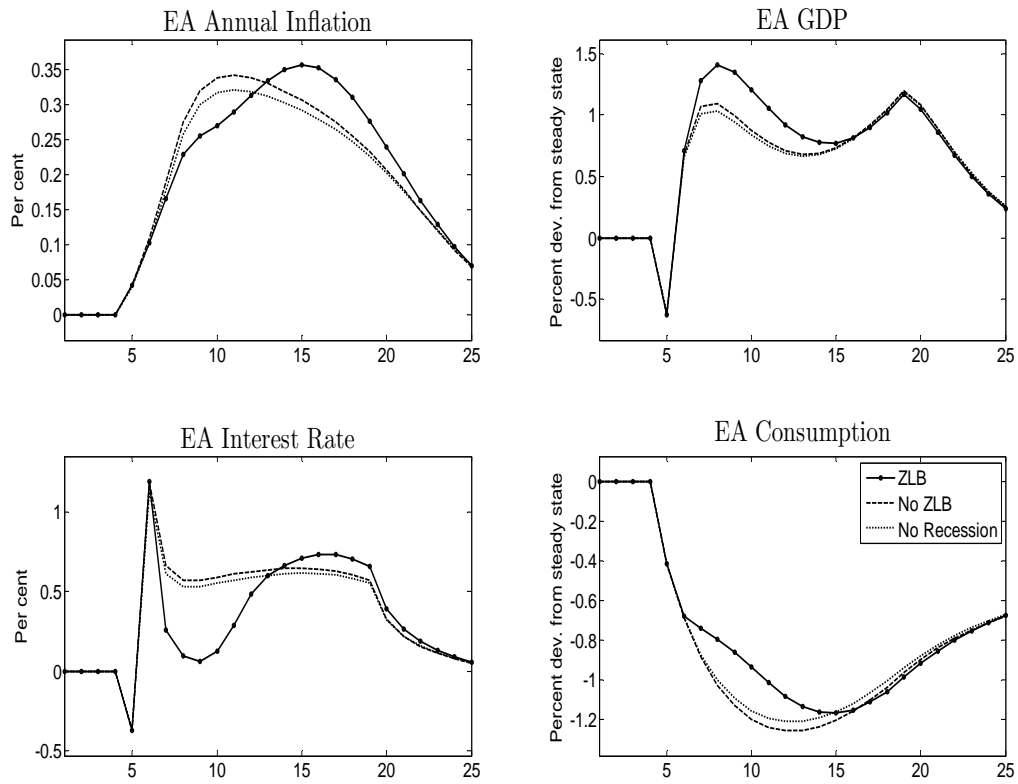 EA Annual Inflation
Per cent
0.35
0.3
0.25
0.2
0.15
0.1
0.05
0
5 10 15 20 25
EA GDP
Percent dev. from steady state
1.5
1
0.5
0
-0.5
5 10 15 20 25
EA Interest Rate
Per cent
1
0.5
0
-0.5
5 10 15 20 25
EA Consumption
Percent dev. from steady state
0
-0.2
-0.4
-0.6
-0.8
-1
-1.2
5 10 15 20 25
ZLB
No ZLB
No Recession